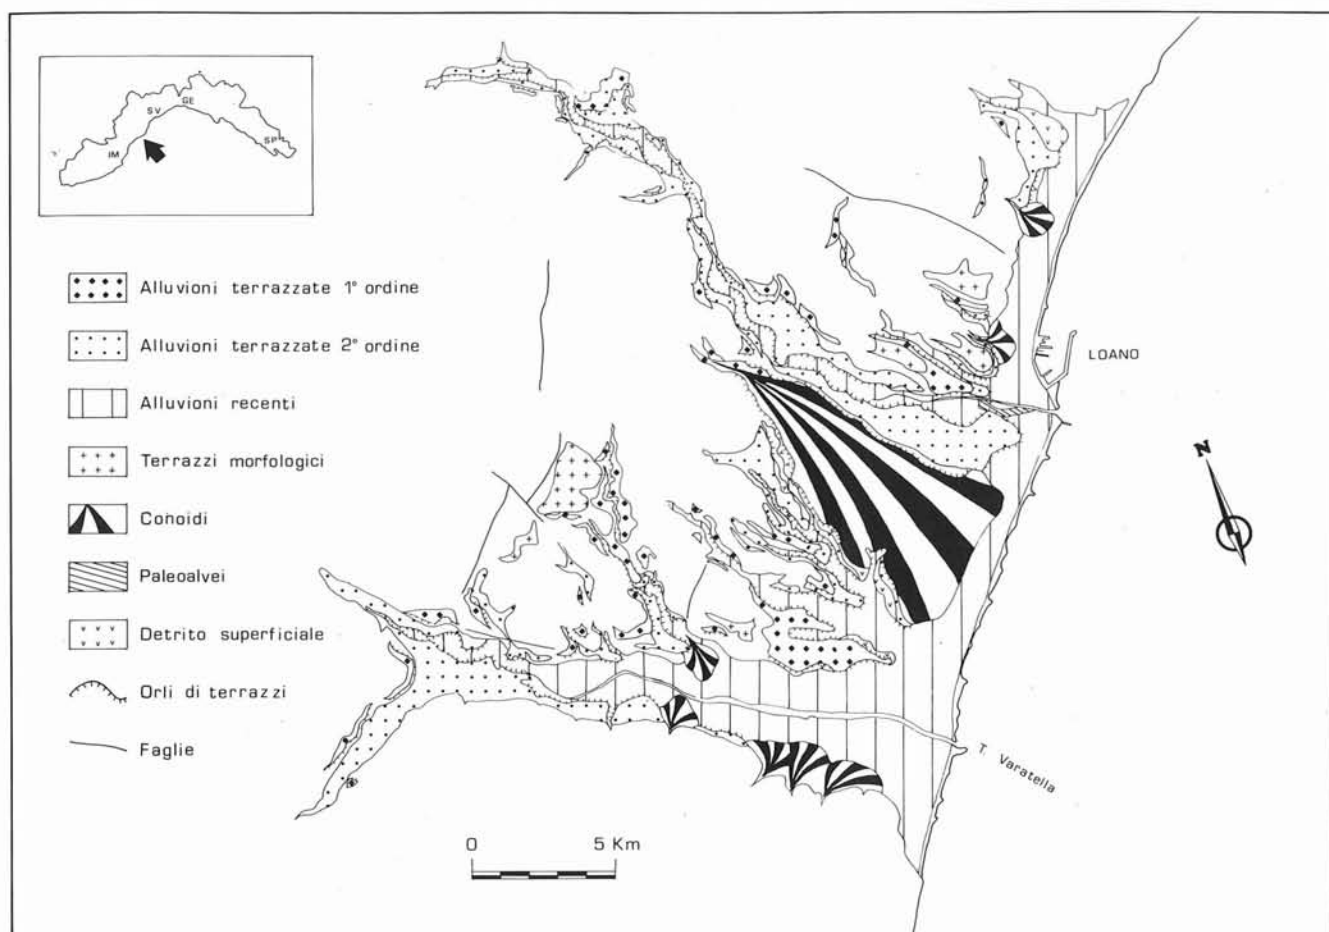 SV
GE
IM
SP
Alluvioni terrazzate 1° ordine
Alluvioni terrazzate 2° ordine
Alluvioni recenti
Terrazzi morfologici
Conoidi
Paleoalvei
Detrito superficiale
Orli di terrazzi
Faglie
LOANO
N
T. Varatella
0 5 Km